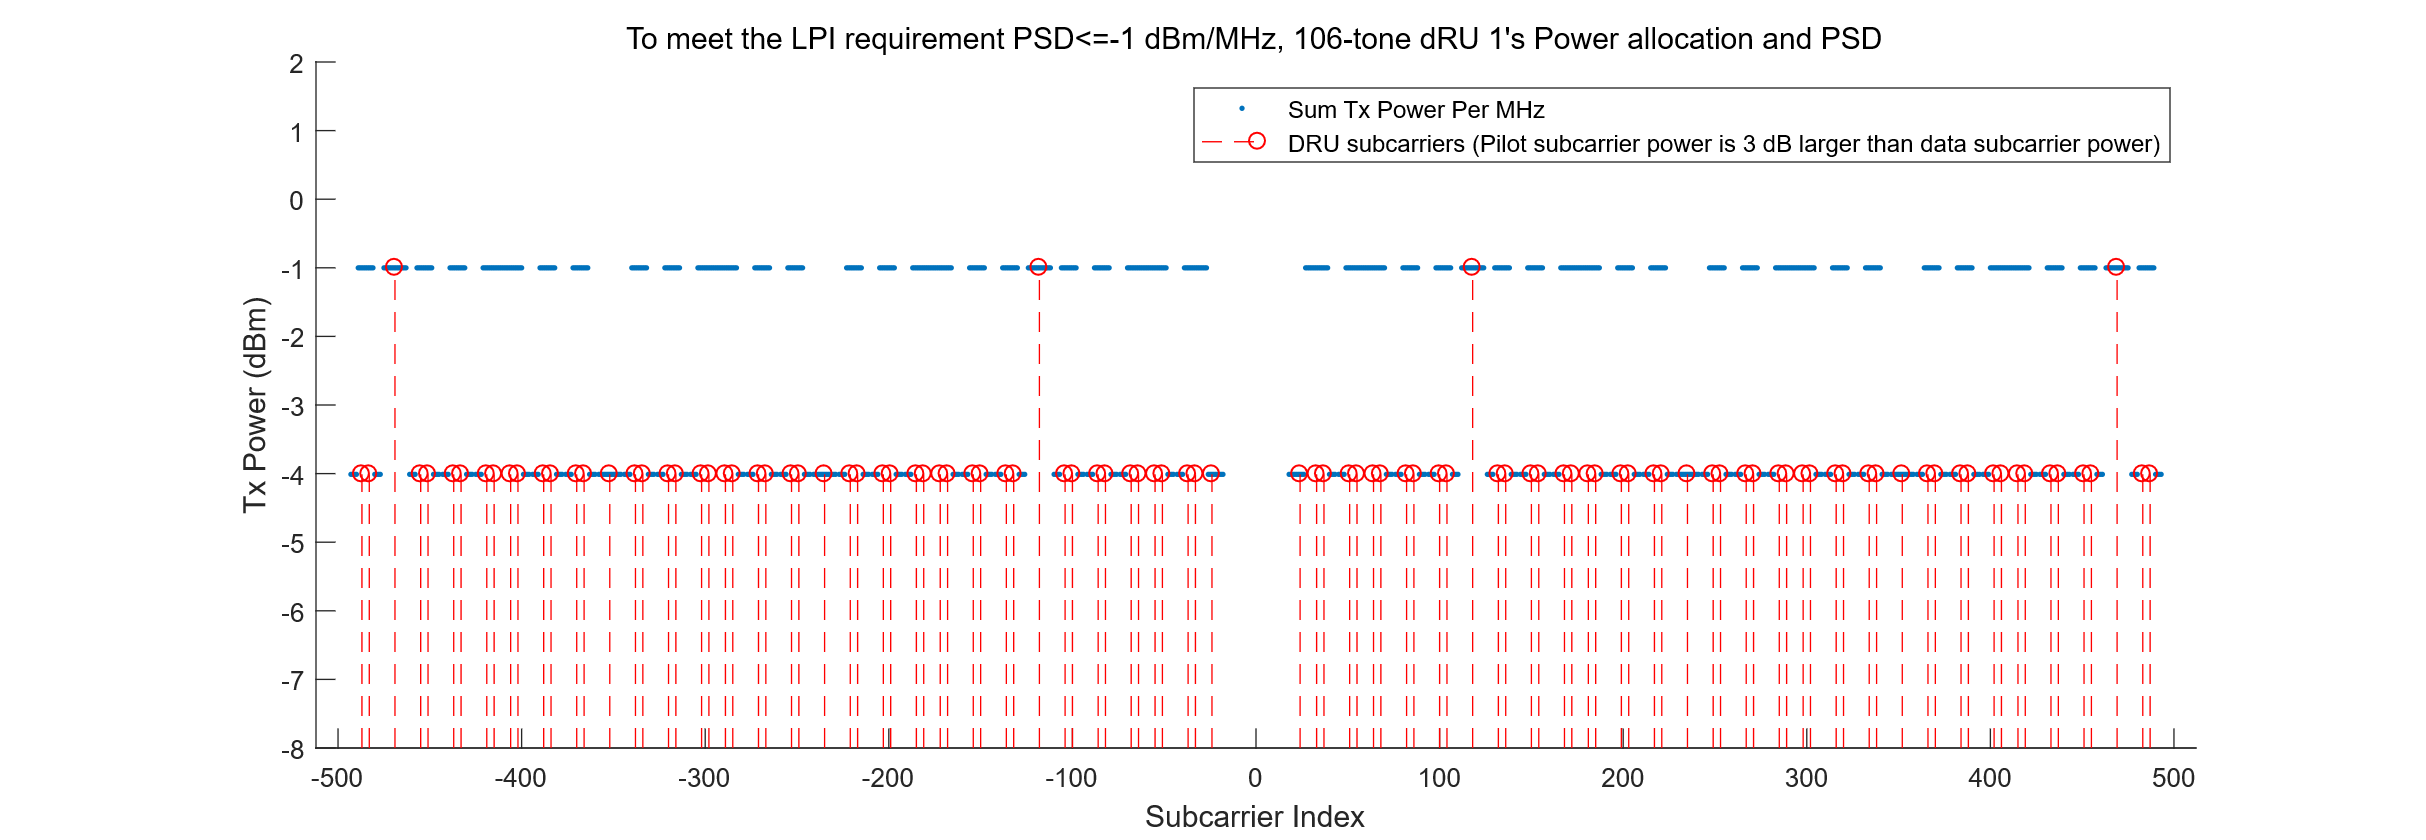 To meet the LPI requirement PSD<=-1 dBm/MHz, 106-tone dRU 1's Power allocation and PSD
Sum Tx Power Per MHz
DRU subcarriers (Pilot subcarrier power is 3 dB larger than data subcarrier power)
Tx Power (dBm)
2
1
0
-1
-2
-3
-4
-5
-6
-7
-8
-500 -400 -300 -200 -100 0 100 200 300 400 500
Subcarrier Index